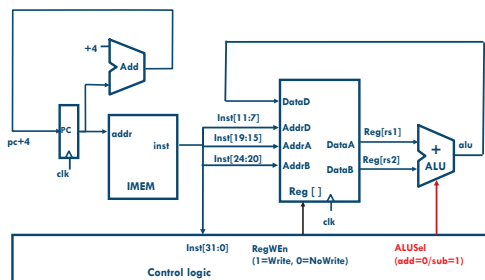 +4
Add
DataD
PC
addr
inst
Inst[11:7]
AddrD
Inst[19:15]
AddrA
DataA
Reg[rs1]
+
alu
pc+4
Inst[24:20]
AddrB
DataB
Reg[rs2]
ALU
clk
IMEM
Reg [ ]
clk
Inst[31:0]
RegWEn
(1=Write, 0=NoWrite)
ALUSel
(add=0/sub=1)
Control logic